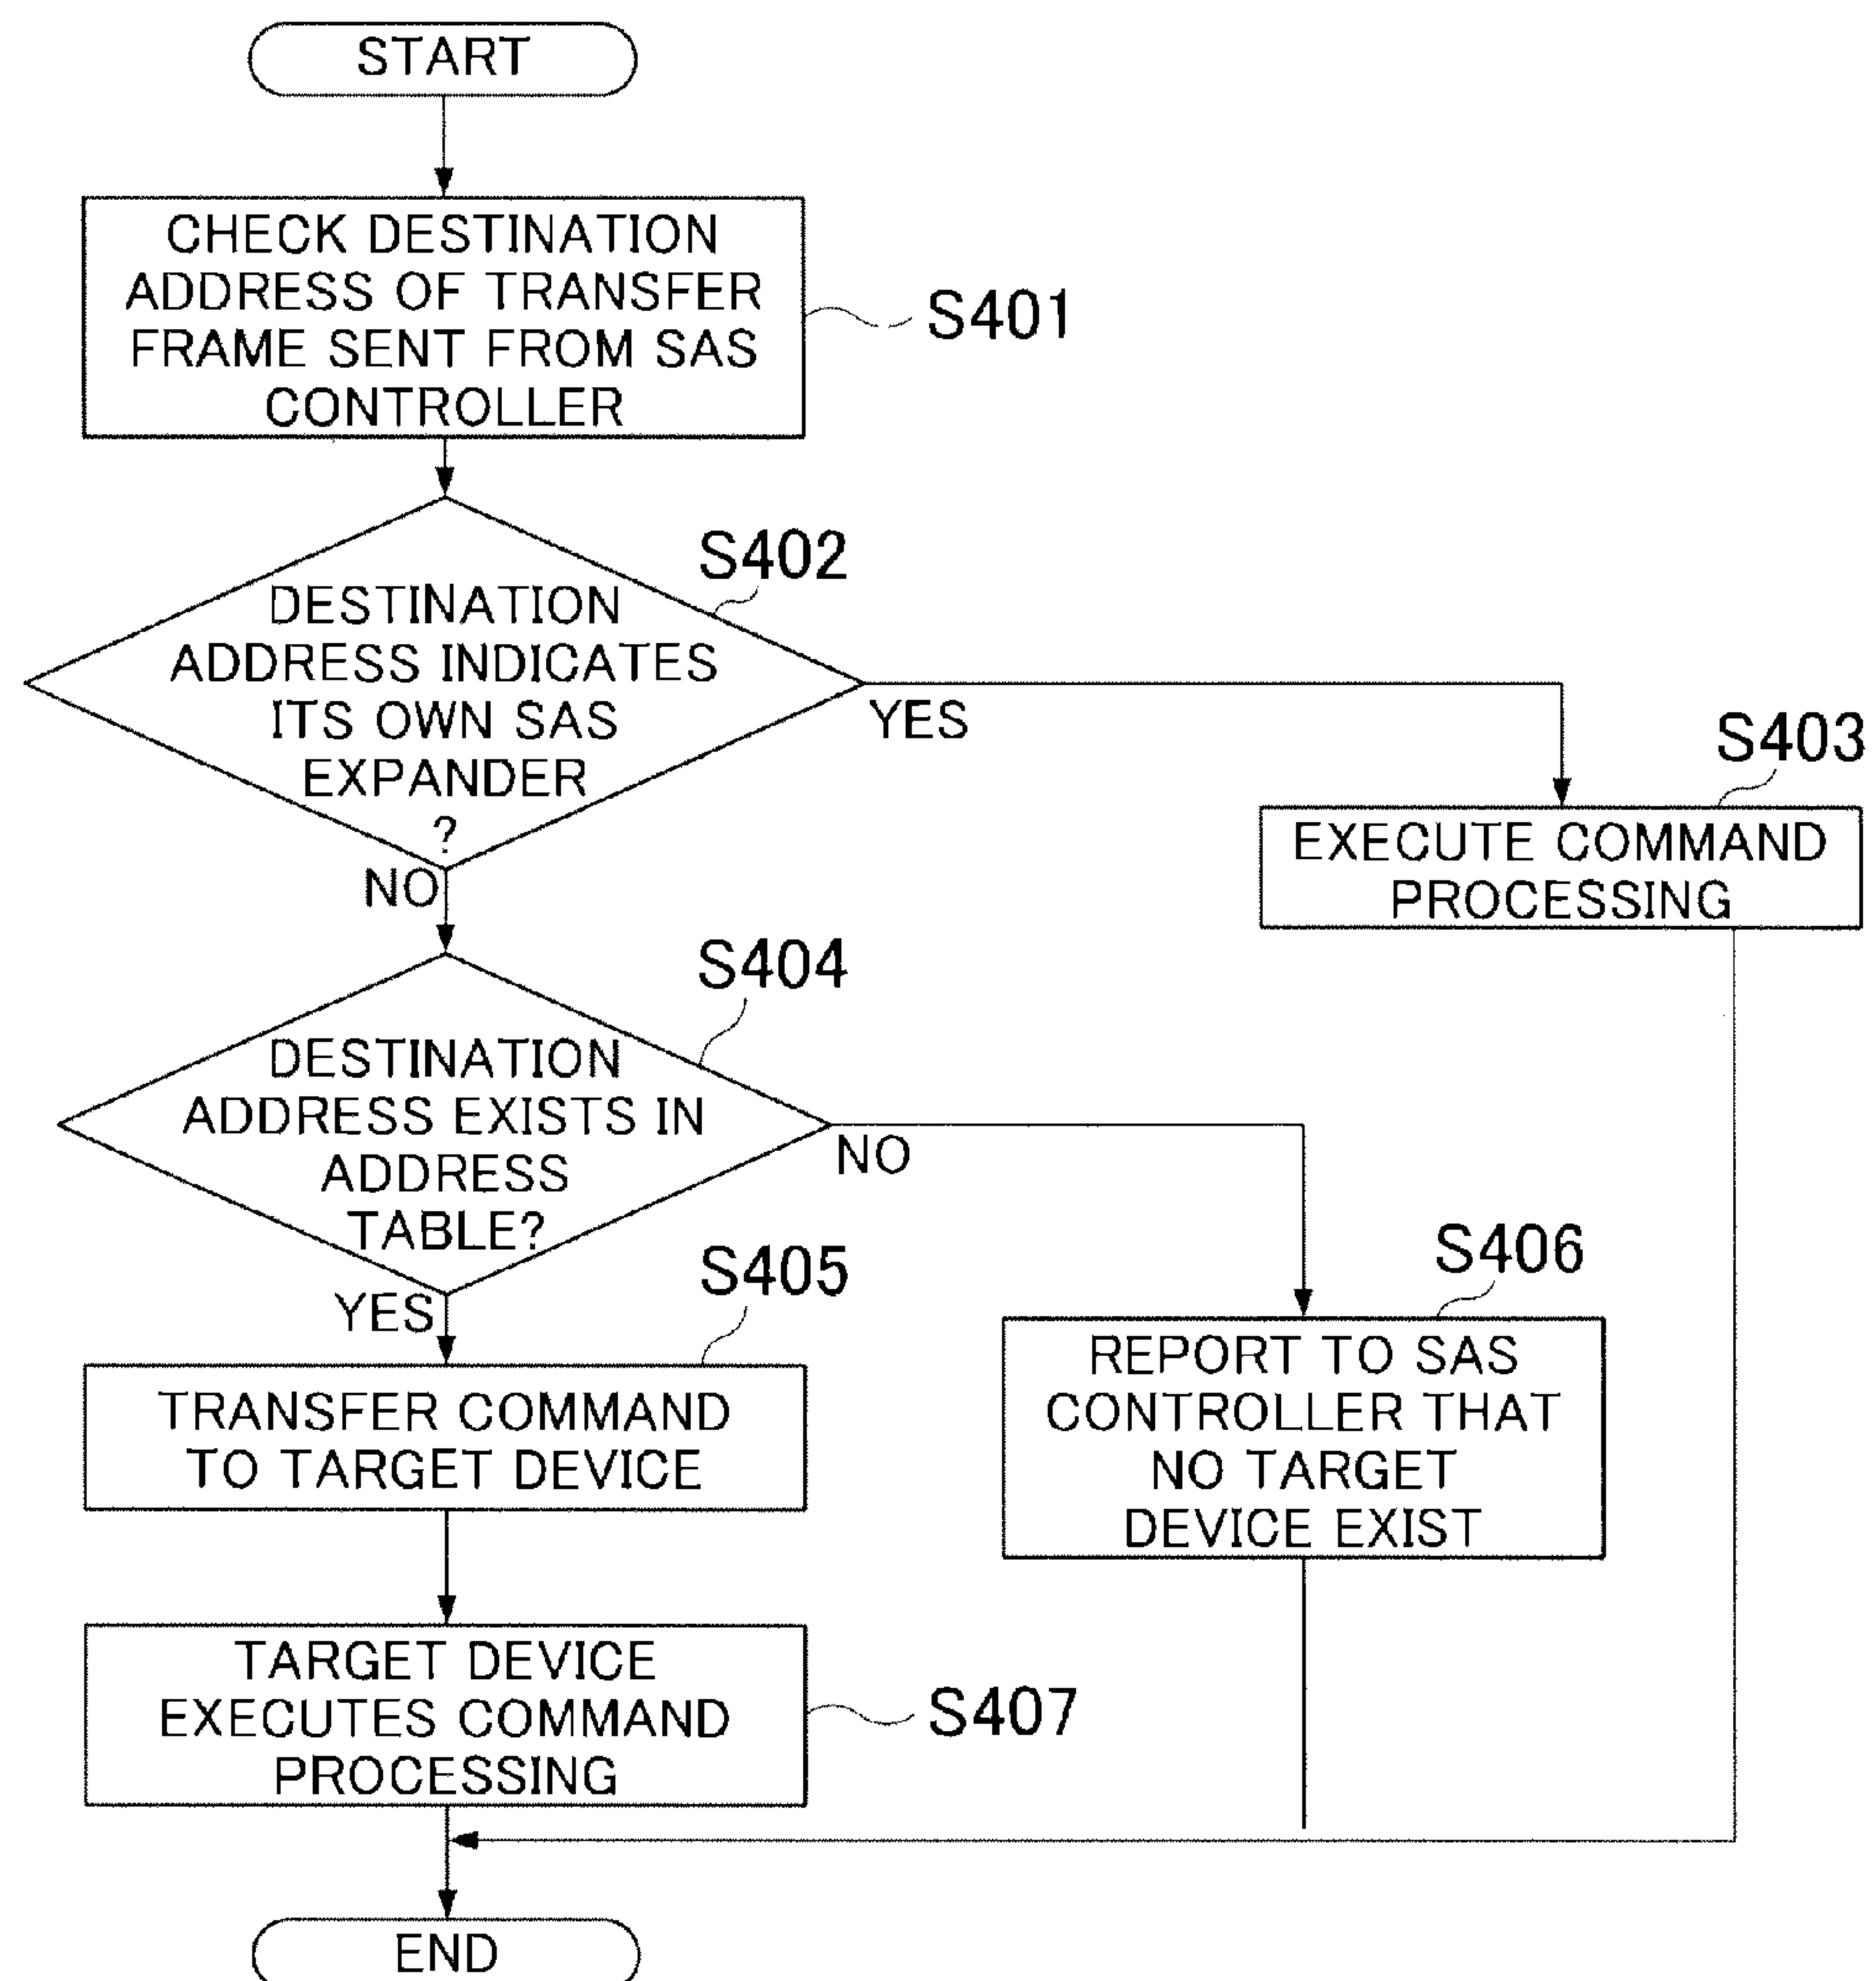 START
CHECK DESTINATION
ADDRESS OF TRANSFER
FRAME SENT FROM SAS
CONTROLLER
S401
S402
DESTINATION
ADDRESS INDICATES
ITS OWN SAS
EXPANDER
?
YES
NO
S403
EXECUTE COMMAND
PROCESSING
S404
DESTINATION
ADDRESS EXISTS IN
ADDRESS
TABLE?
NO
YES
S405
TRANSFER COMMAND
TO TARGET DEVICE
S406
REPORT TO SAS
CONTROLLER THAT
NO TARGET
DEVICE EXIST
TARGET DEVICE
EXECUTES COMMAND
PROCESSING
S407
END